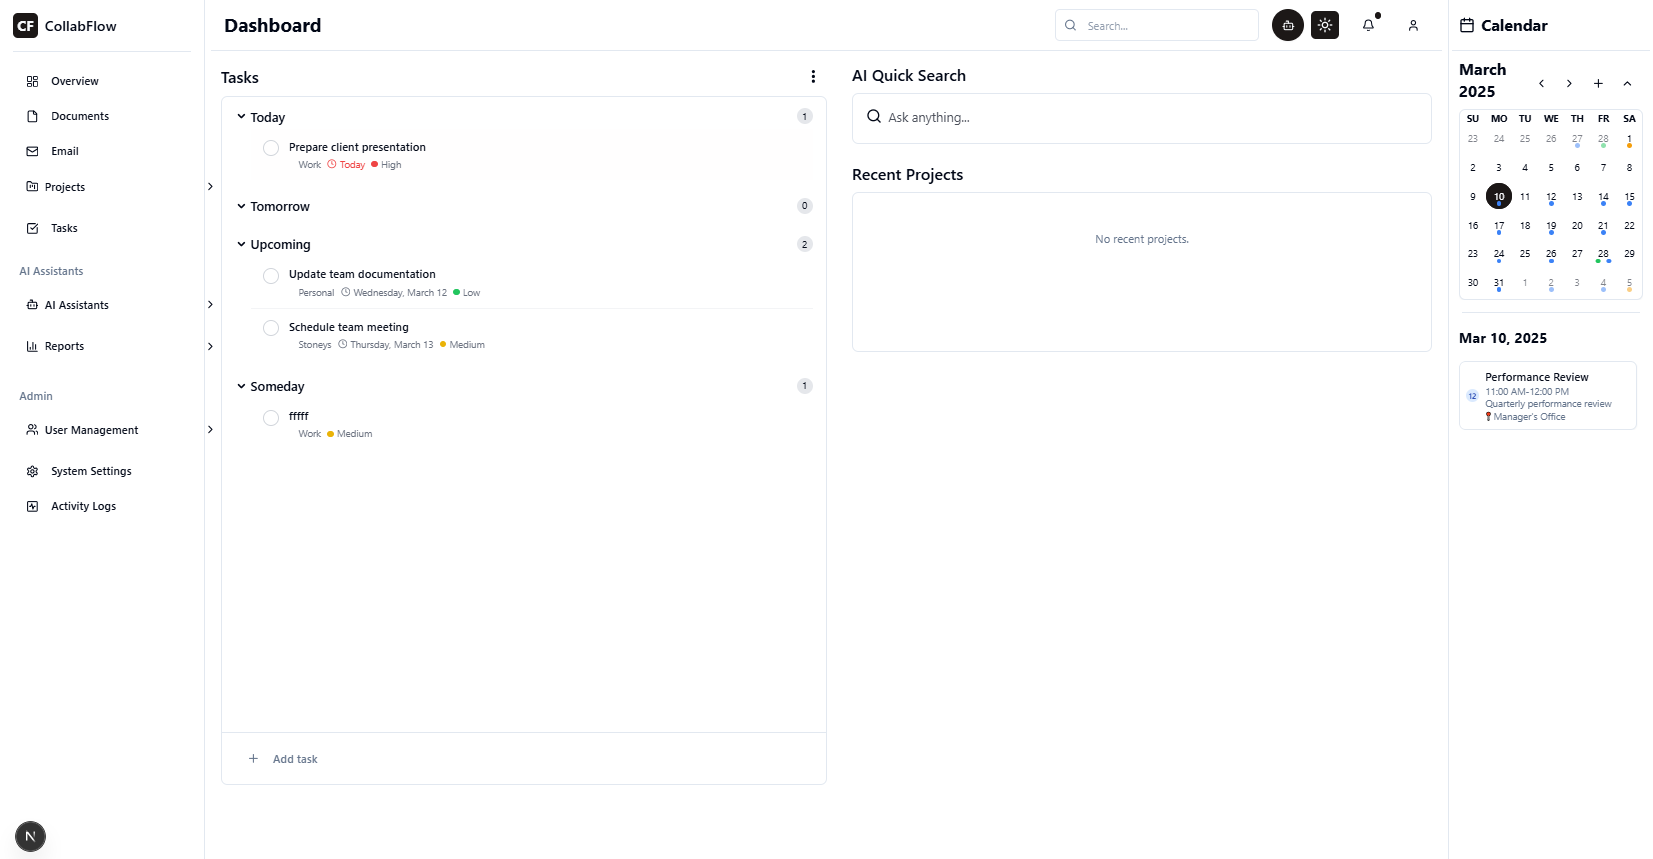 CF CollabFlow
Overview
Documents
Email
Projects
Tasks
AI Assistants
AI Assistants
Reports
Admin
User Management
System Settings
Activity Logs
N
Dashboard
Search...
Tasks
Today 1
Prepare client presentation
Work Today High
Tomorrow 0
Upcoming 2
Update team documentation
Personal Wednesday, March 12 Low
Schedule team meeting
Stoneys Thursday, March 13 Medium
Someday 1
fffff
Work Medium
+ Add task
AI Quick Search
Ask anything...
Recent Projects
No recent projects.
Calendar
March
2025
SU MO TU WE TH FR SA
23 24 25 26 27 28 1
2 3 4 5 6 7 8
9 10 11 12 13 14 15
16 17 18 19 20 21 22
23 24 25 26 27 28 29
30 31 1 2 3 4 5
Mar 10, 2025
Performance Review
12 11:00 AM-12:00 PM
Quarterly performance review
Manager's Office